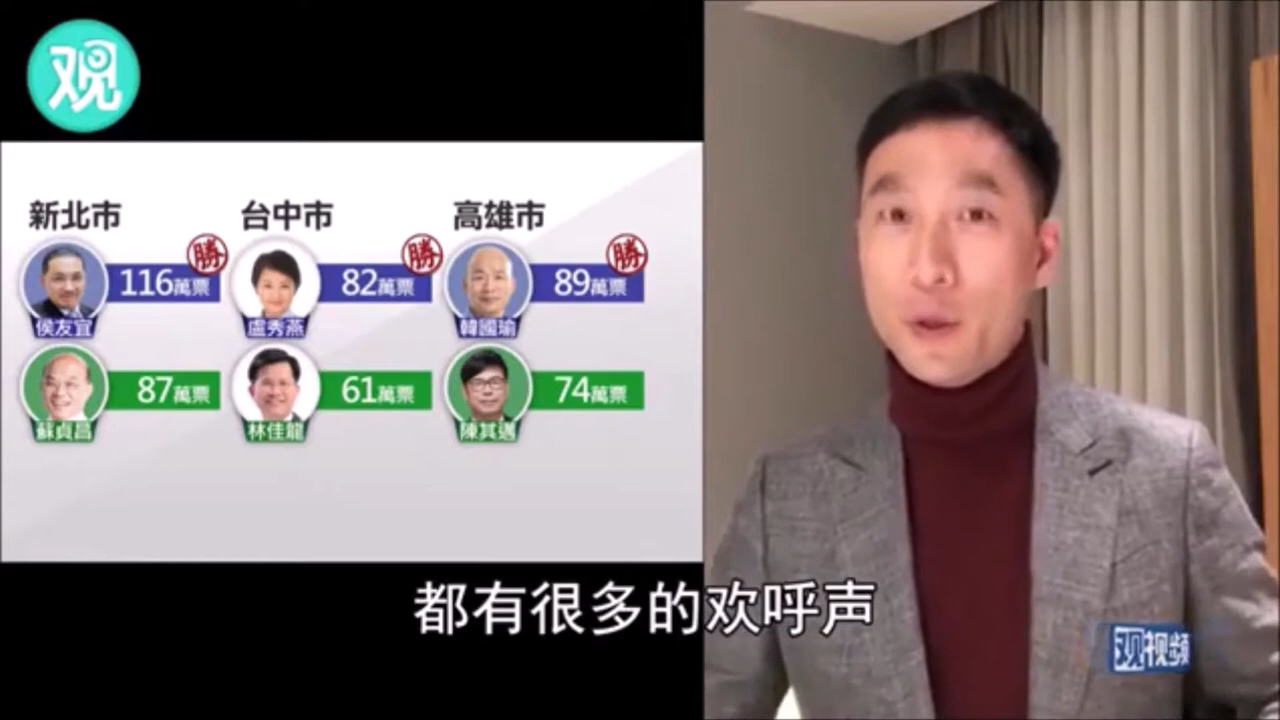 观
新北市
台中市
高雄市
勝
勝
勝
116萬票
82萬票
89萬票
侯友宜
盧秀燕
韓國瑜
87萬票
61萬票
74萬票
蘇貞昌
林佳龍
陳其邁
都有很多的欢呼声
观视频